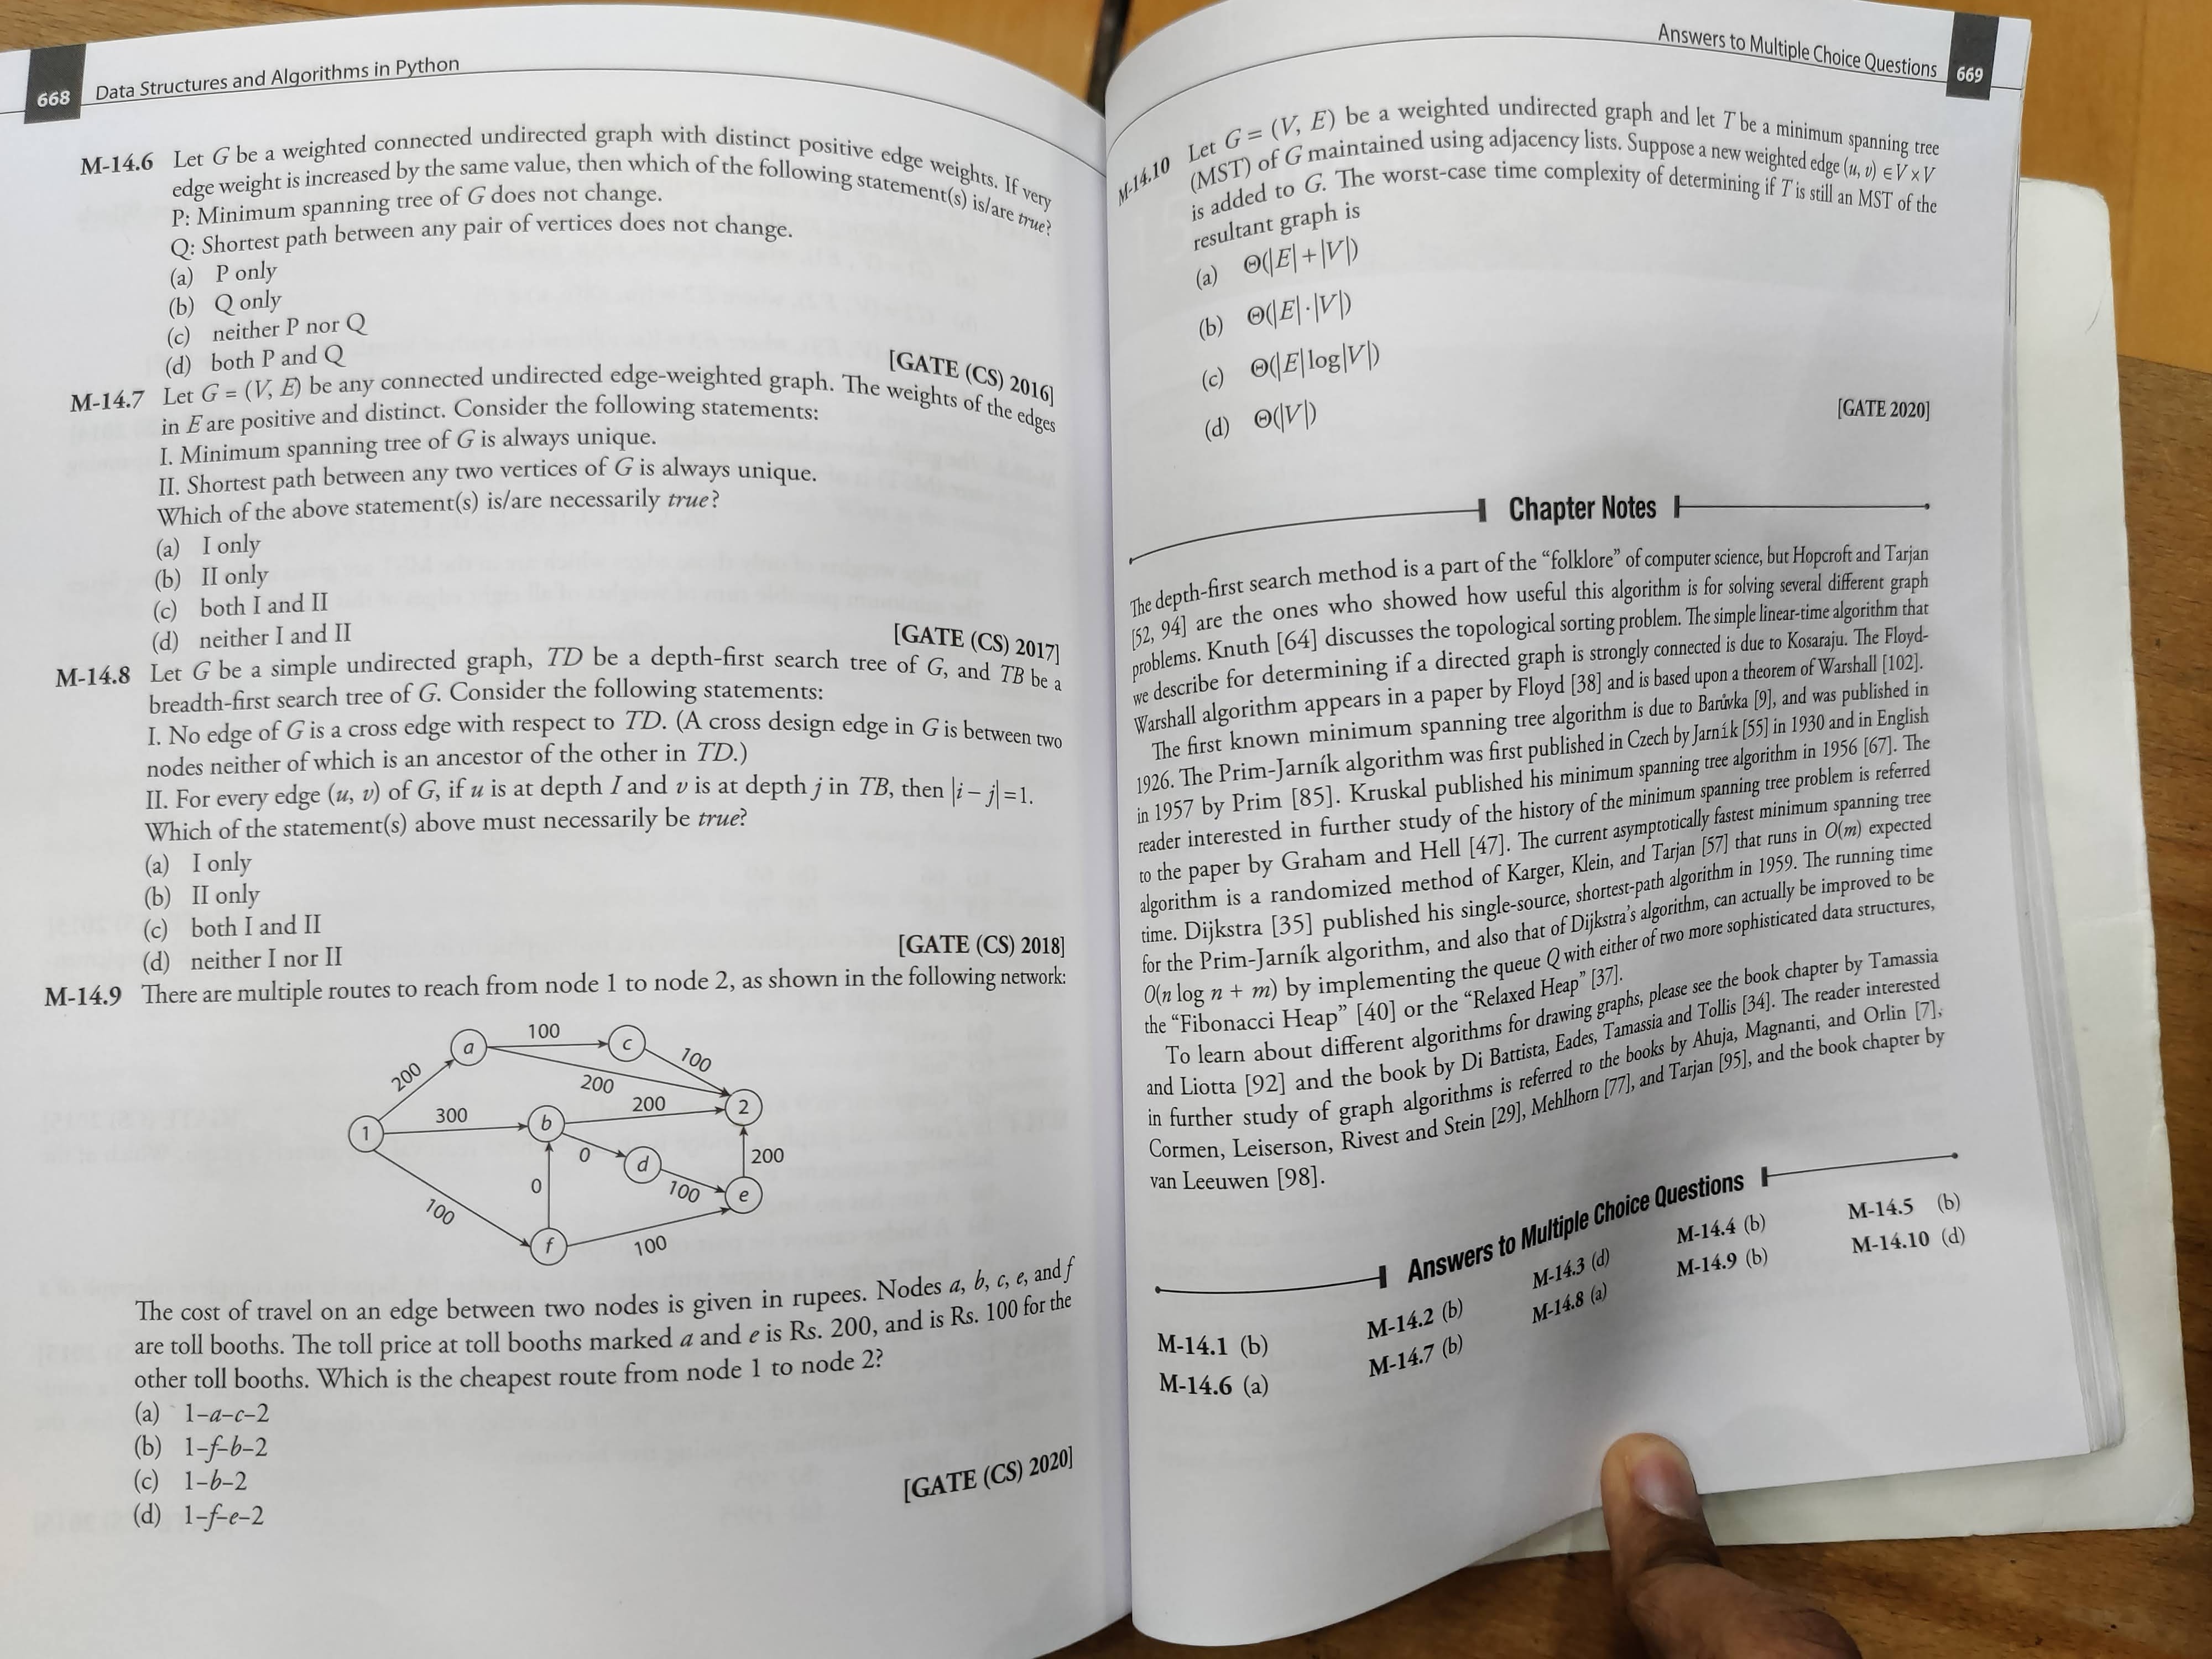 668 Data Structures and Algorithms in Python
M-14.6 Let G be a weighted connected undirected graph with distinct positive edge weights. If very
edge weight is increased by the same value, then which of the following statement(s) is/are true?
P: Minimum spanning tree of G does not change.
Q: Shortest path between any pair of vertices does not change.
(a) P only
(b) Q only
(c) neither P nor Q
(d) both P and Q
[GATE (CS) 2016]
M-14.7 Let G = (V, E) be any connected undirected edge-weighted graph. The weights of the edges
in E are positive and distinct. Consider the following statements:
I. Minimum spanning tree of G is always unique.
II. Shortest path between any two vertices of G is always unique.
Which of the above statement(s) is/are necessarily true?
(a) I only
(b) II only
(c) both I and II
(d) neither I and II
[GATE (CS) 2017]
M-14.8 Let G be a simple undirected graph, TD be a depth-first search tree of G, and TB be a
breadth-first search tree of G. Consider the following statements:
I. No edge of G is a cross edge with respect to TD. (A cross design edge in G is between two
nodes neither of which is an ancestor of the other in TD.)
II. For every edge (u, v) of G, if u is at depth I and v is at depth j in TB, then |i – j|=1.
Which of the statement(s) above must necessarily be true?
(a) I only
(b) II only
(c) both I and II
(d) neither I nor II
[GATE (CS) 2018]
M-14.9 There are multiple routes to reach from node 1 to node 2, as shown in the following network:
a 100 c
200 100
200
200 2
300
1 b
0 d 200
0 100 e
100
f 100
The cost of travel on an edge between two nodes is given in rupees. Nodes a, b, c, e, and f
are toll booths. The toll price at toll booths marked a and e is Rs. 200, and is Rs. 100 for the
other toll booths. Which is the cheapest route from node 1 to node 2?
(a) 1–a–c–2
(b) 1–f–b–2
(c) 1–b–2
(d) 1–f–e–2
[GATE (CS) 2020]
Answers to Multiple Choice Questions 669
M-14.10 Let G = (V, E) be a weighted undirected graph and let T be a minimum spanning tree
(MST) of G maintained using adjacency lists. Suppose a new weighted edge (u, v) ∈ V × V
is added to G. The worst-case time complexity of determining if T is still an MST of the
resultant graph is
(a) Θ(|E|+|V|)
(b) Θ(|E|·|V|)
(c) Θ(|E|log|V|)
(d) Θ(|V|)
[GATE 2020]
Chapter Notes
The depth-first search method is a part of the “folklore” of computer science, but Hopcroft and Tarjan
[52, 94] are the ones who showed how useful this algorithm is for solving several different graph
problems. Knuth [64] discusses the topological sorting problem. The simple linear-time algorithm that
we describe for determining if a directed graph is strongly connected is due to Kosaraju. The Floyd-
Warshall algorithm appears in a paper by Floyd [38] and is based upon a theorem of Warshall [102].
The first known minimum spanning tree algorithm is due to Barůvka [9], and was published in
1926. The Prim-Jarník algorithm was first published in Czech by Jarník [55] in 1930 and in English
in 1957 by Prim [85]. Kruskal published his minimum spanning tree algorithm in 1956 [67]. The
reader interested in further study of the history of the minimum spanning tree problem is referred
to the paper by Graham and Hell [47]. The current asymptotically fastest minimum spanning tree
algorithm is a randomized method of Karger, Klein, and Tarjan [57] that runs in O(m) expected
time. Dijkstra [35] published his single-source, shortest-path algorithm in 1959. The running time
for the Prim-Jarník algorithm, and also that of Dijkstra’s algorithm, can actually be improved to be
O(n log n + m) by implementing the queue Q with either of two more sophisticated data structures,
the “Fibonacci Heap” [40] or the “Relaxed Heap” [37].
To learn about different algorithms for drawing graphs, please see the book chapter by Tamassia
and Liotta [92] and the book by Di Battista, Eades, Tamassia and Tollis [34]. The reader interested
in further study of graph algorithms is referred to the books by Ahuja, Magnanti, and Orlin [7],
Cormen, Leiserson, Rivest and Stein [29], Mehlhorn [77], and Tarjan [95], and the book chapter by
van Leeuwen [98].
Answers to Multiple Choice Questions
M-14.1 (b) M-14.2 (b) M-14.3 (d) M-14.4 (b) M-14.5 (b)
M-14.6 (a) M-14.7 (b) M-14.8 (a) M-14.9 (b) M-14.10 (d)